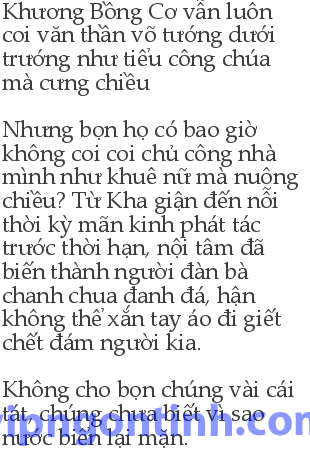 Khương Bồng Cơ vẫn luôn
coi văn thần võ tướng dưới
trướng như tiểu công chúa
mà cưng chiều
Nhưng bọn họ có bao giờ
không coi coi chủ công nhà
mình như khuê nữ mà nuông
chiều? Từ Kha giận đến nỗi
thời kỳ mãn kinh phát tác
trước thời hạn, nội tâm đã
biến thành người đàn bà
chanh chua đanh đá, hận
không thể xắn tay áo đi giết
chết đám người kia.
Không cho bọn chúng vài cái
tát, chúng chưa biết vì sao
nước biển lại mặn.
vipngontinh.com